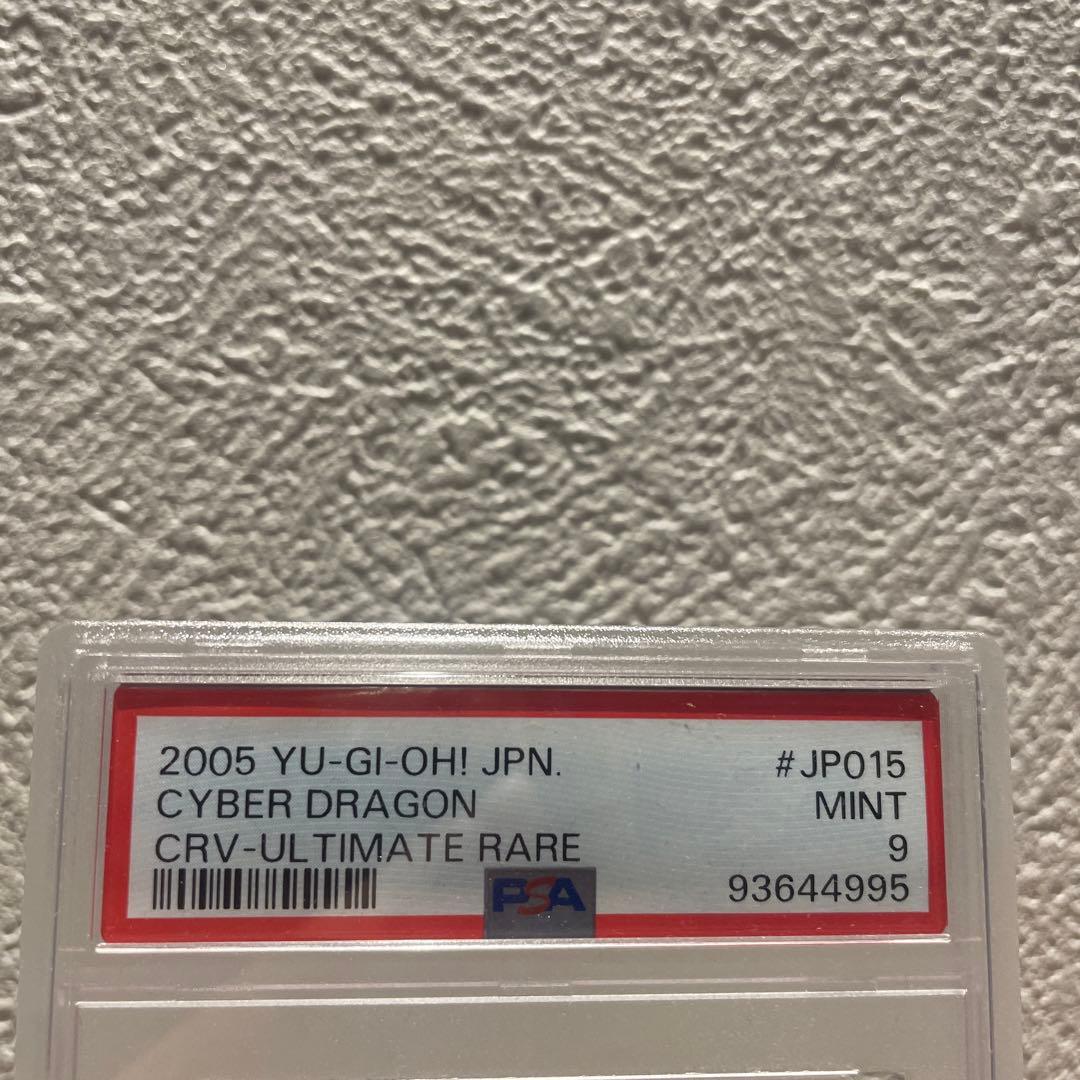 2005 YU-GI-OH! JPN. #JP015
CYBER DRAGON MINT
CRV-ULTIMATE RARE 9
PSA 93644995